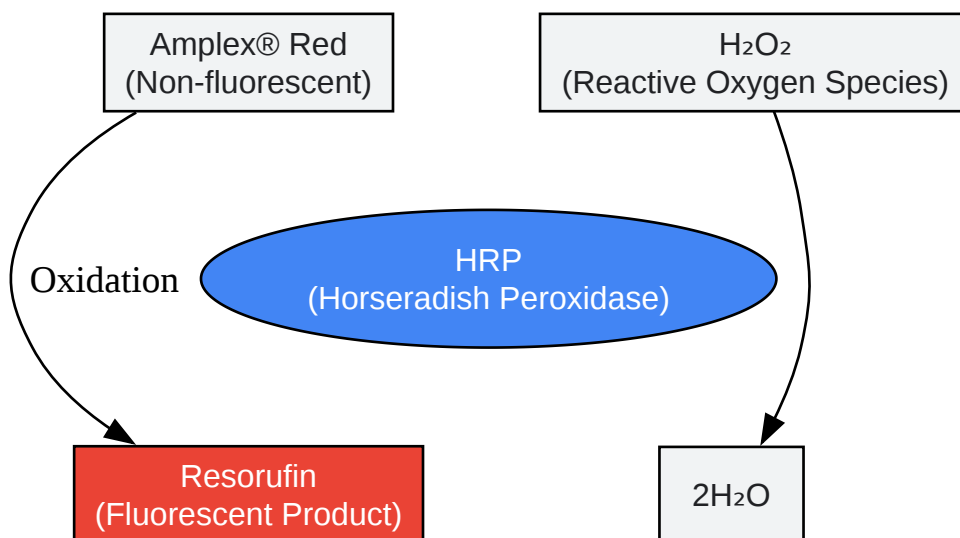 Amplex® Red
(Non-fluorescent)
H₂O₂
(Reactive Oxygen Species)
Oxidation
HRP
(Horseradish Peroxidase)
Resorufin
(Fluorescent Product)
2H₂O